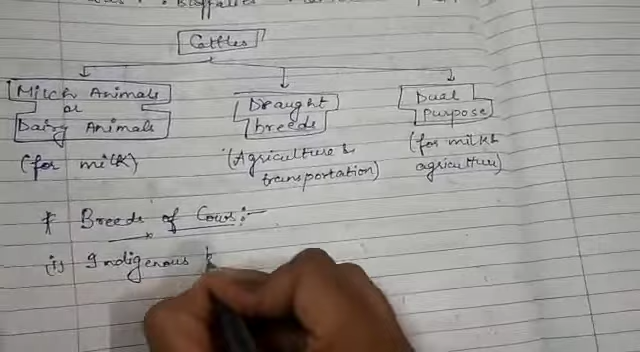 Cattles
Milch Animals
or
Dairy Animals
(for milk)
Draught
breeds
(Agriculture &
transportation)
Dual
purpose
(for milk &
agriculture)
* Breeds of Cows:-
(i) Indigenous